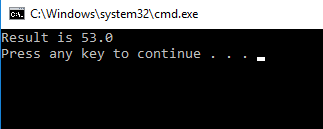 C:\Windows\system32\cmd.exe
Result is 53.0
Press any key to continue . . .